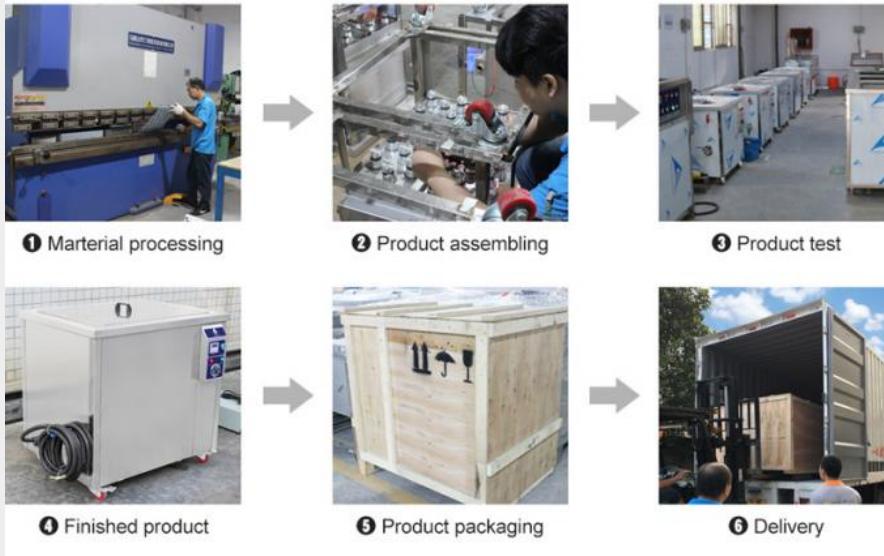 ❶ Marterial processing
❷ Product assembling
❸ Product test
❹ Finished product
❺ Product packaging
❻ Delivery